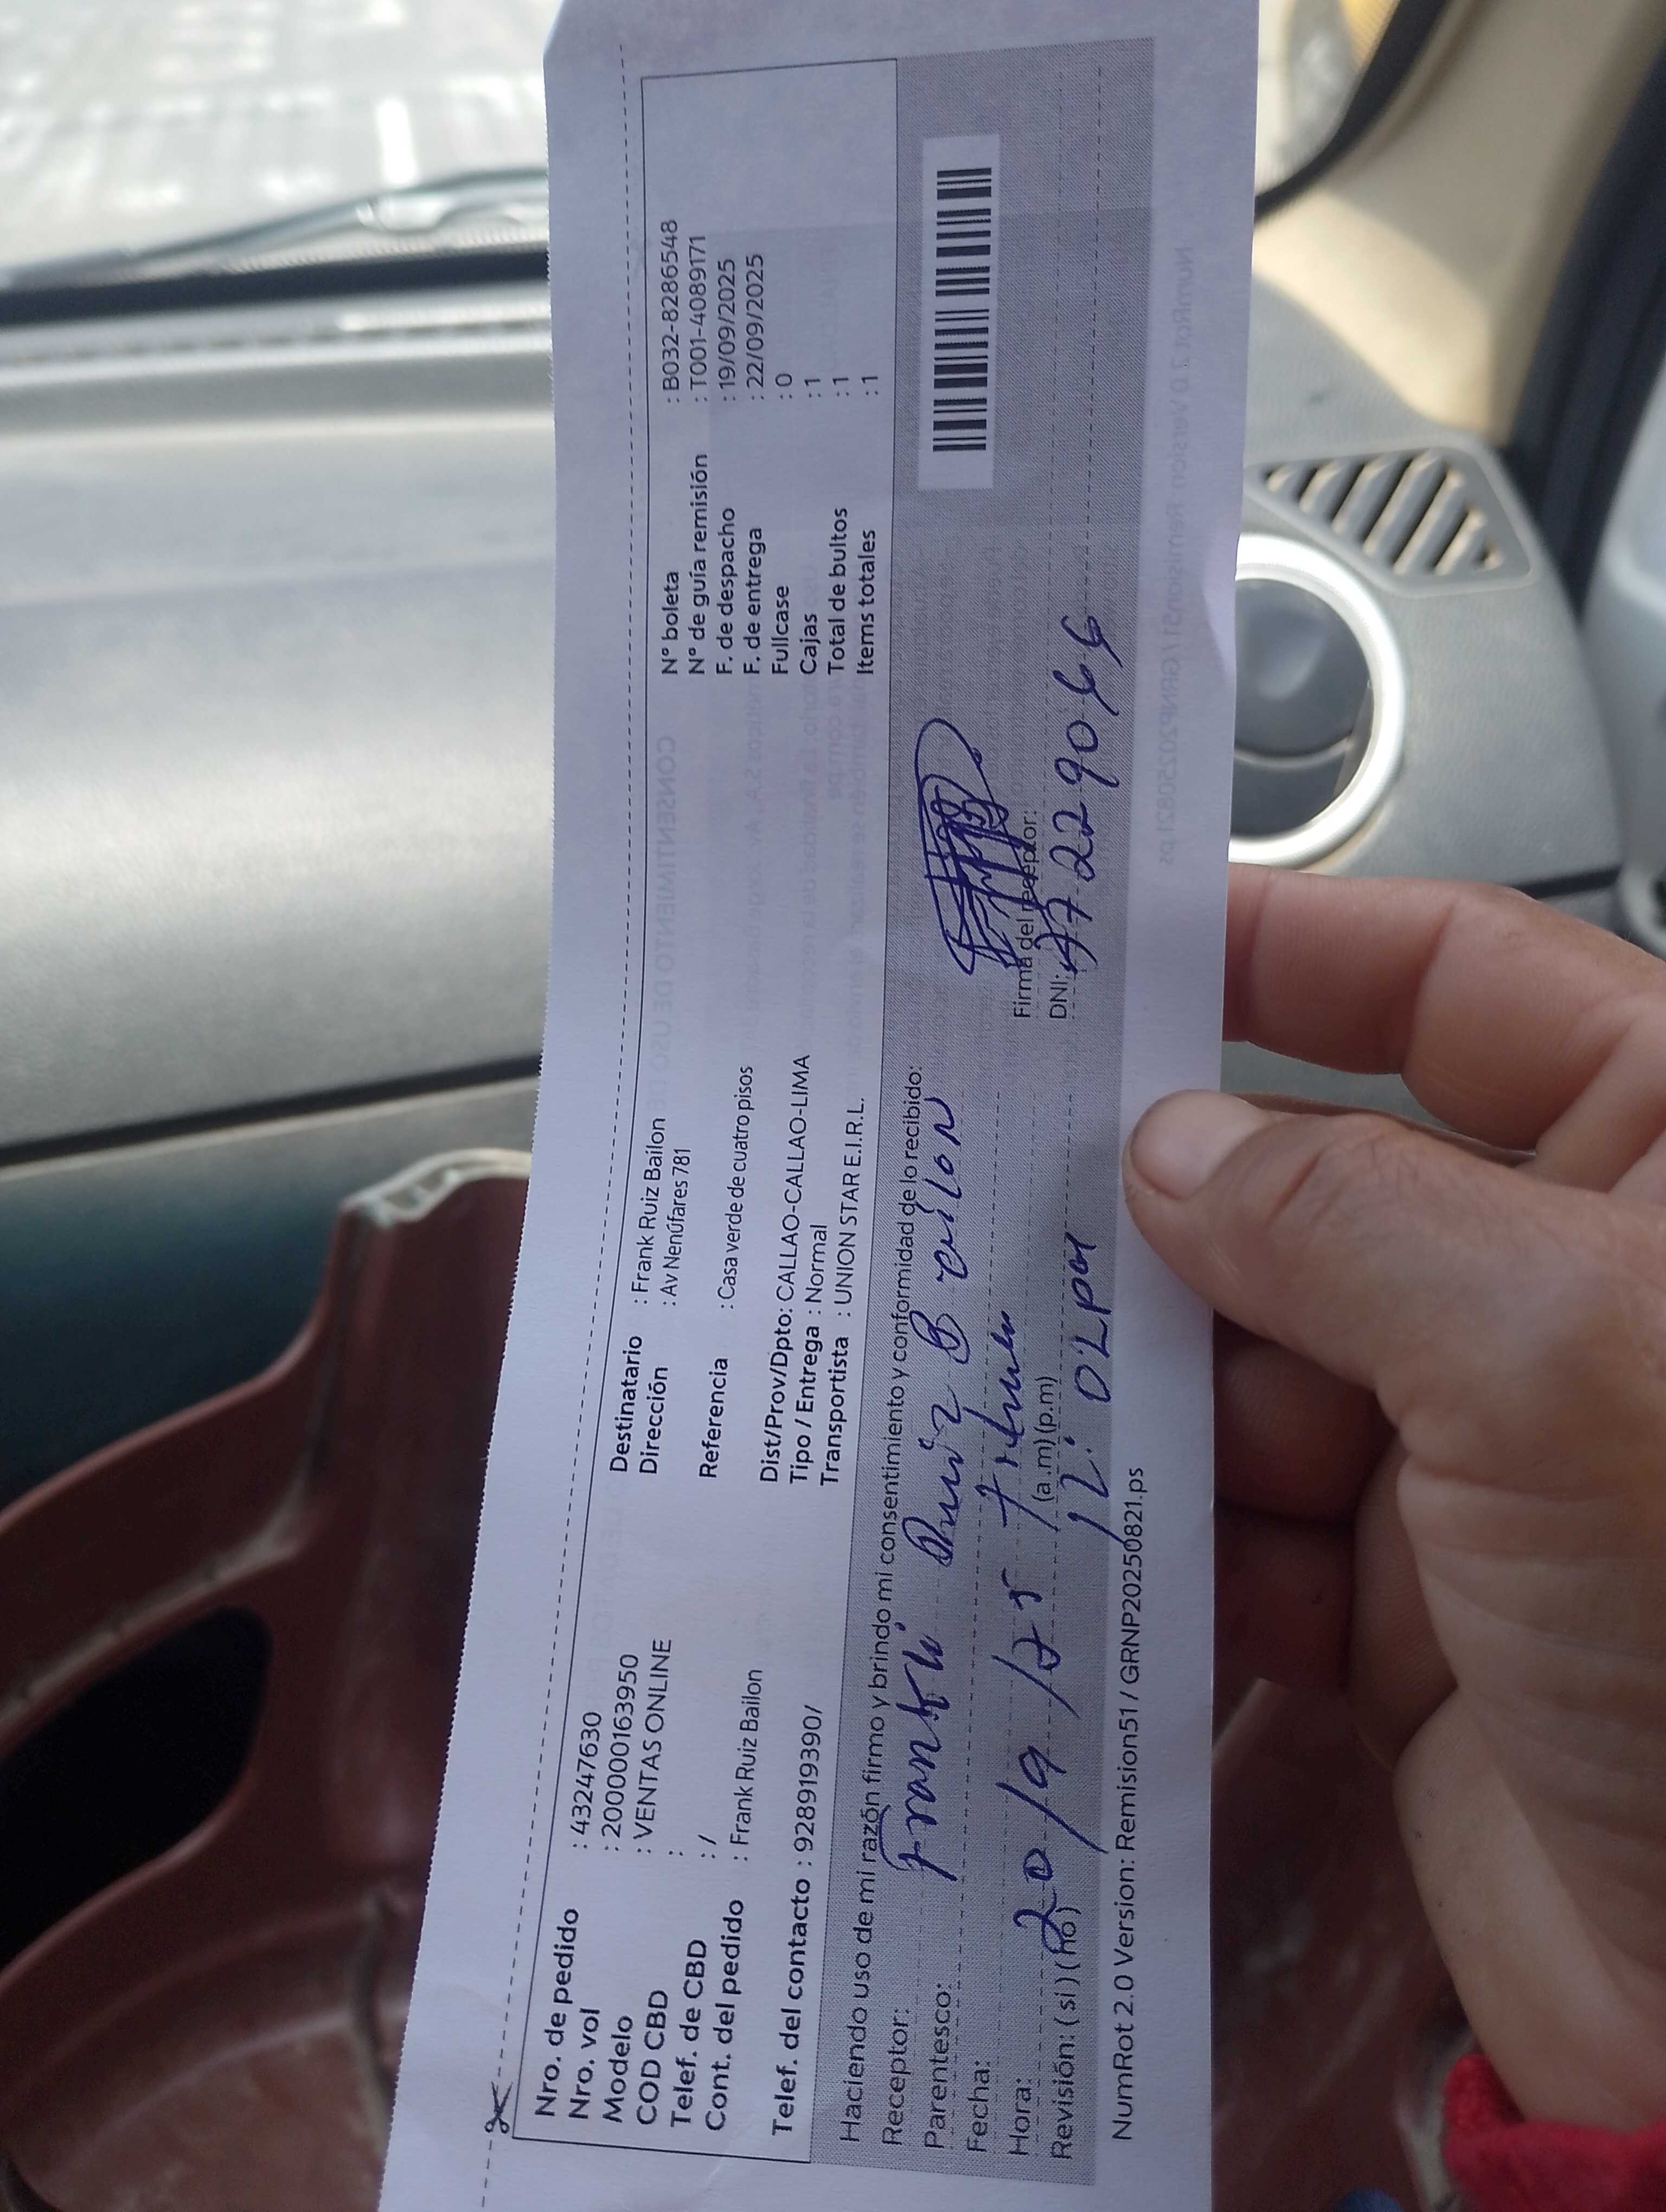 Nro. de pedido : 43247630
Nro. vol : 2000000163950
Modelo : VENTAS ONLINE
COD CBD :
Telef. de CBD : /
Cont. del pedido : Frank Ruiz Bailon
Telef. del contacto : 928919390/
Destinatario : Frank Ruiz Bailon
Dirección : Av Nenúfares 781
Referencia : Casa verde de cuatro pisos
Dist/Prov/Dpto: CALLAO-CALLAO-LIMA
Tipo / Entrega : Normal
Transportista : UNION STAR E.I.R.L.
N° boleta : B032-8286548
N° de guía remisión : T001-4089171
F. de despacho : 19/09/2025
F. de entrega : 22/09/2025
Fullcase : 0
Cajas : 1
Total de bultos : 1
Items totales : 1
Haciendo uso de mi razón firmo y brindo mi consentimiento y conformidad de lo recibido:
Receptor: Frank Ruiz Bailon
Parentesco:
Fecha: 20/9/25 Titular
Hora: (a.m) (p.m)
Revisión: ( si ) ( no ) 12:02 pm
Firma del receptor:
DNI:
NumRot 2.0 Version: Remision51 / GRNP20250821.ps